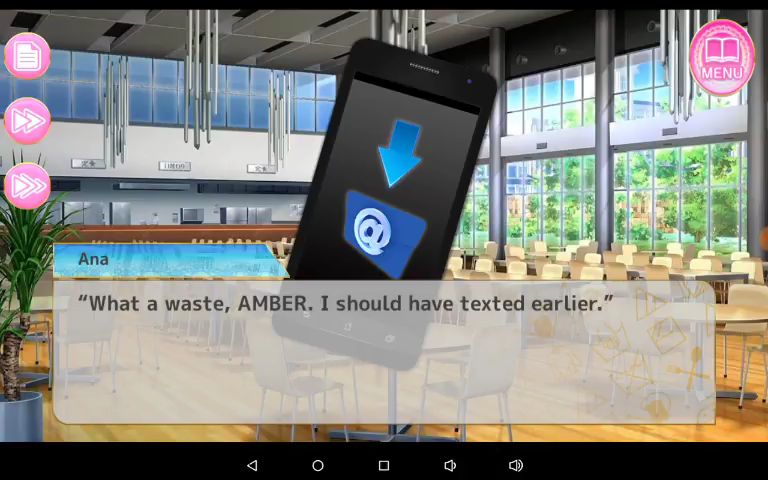 MENU
Ana
“What a waste, AMBER. I should have texted earlier.”